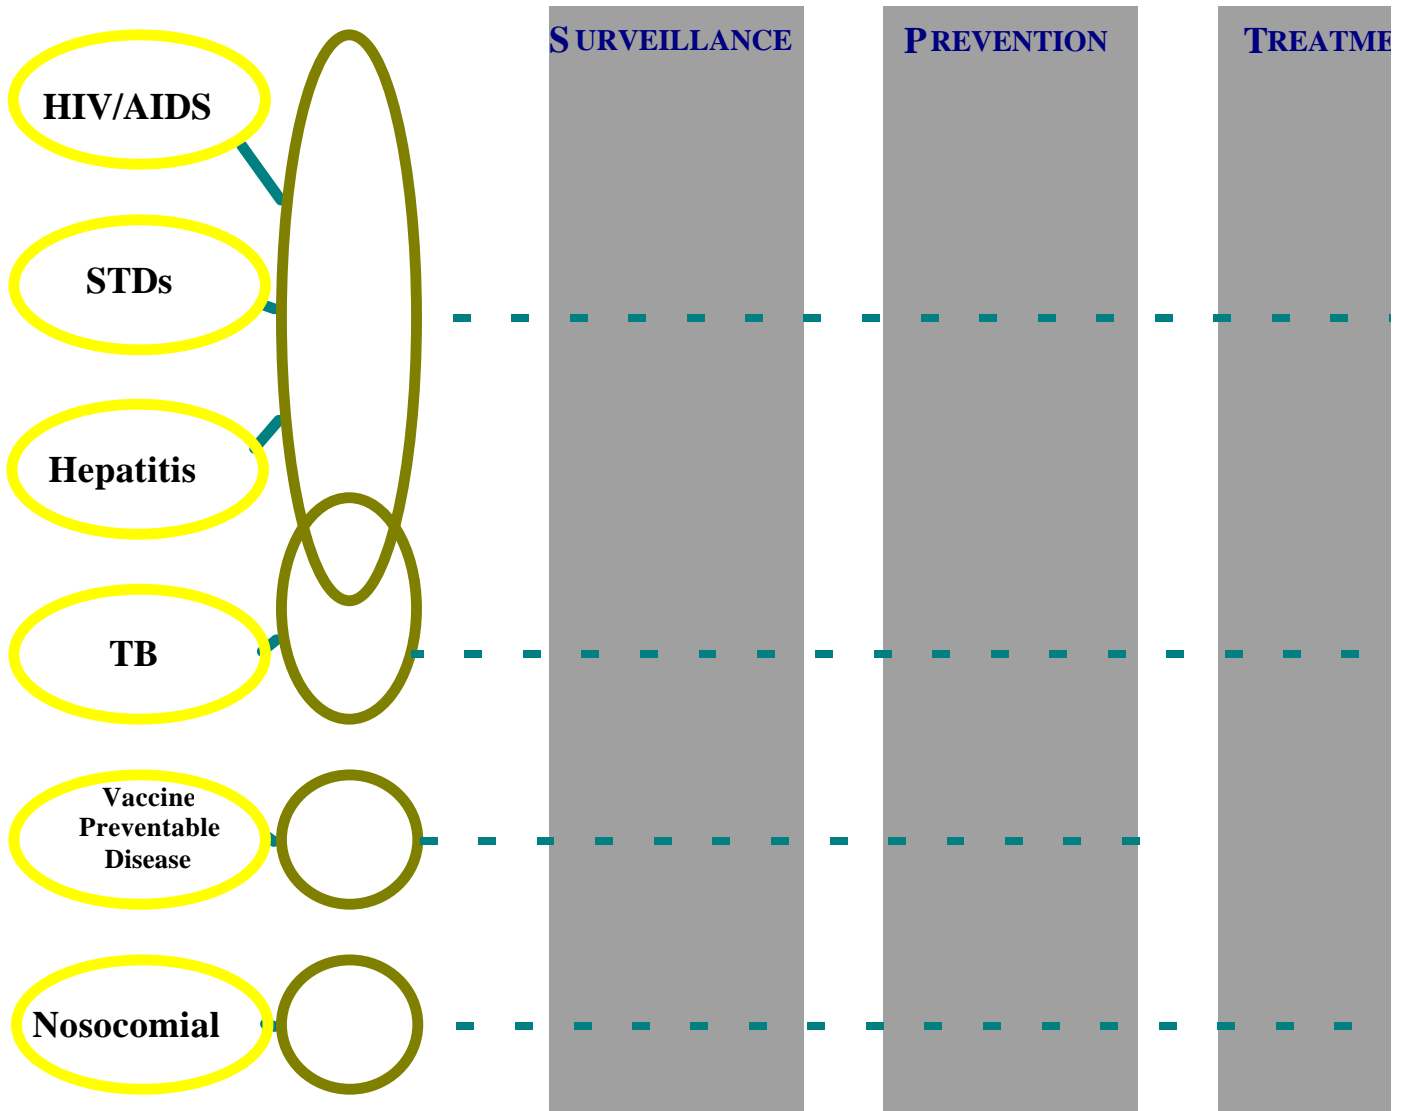 SURVEILLANCE PREVENTION TREATME
HIV/AIDS
STDs
Hepatitis
TB
Vaccine
Preventable
Disease
Nosocomial